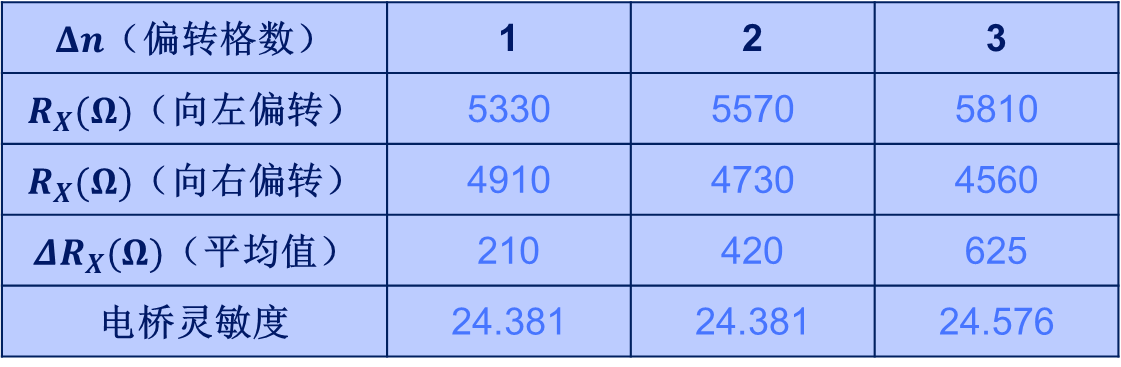 Δn（偏转格数） 1 2 3
R_X(Ω)（向左偏转） 5330 5570 5810
R_X(Ω)（向右偏转） 4910 4730 4560
ΔR_X(Ω)（平均值） 210 420 625
电桥灵敏度 24.381 24.381 24.576